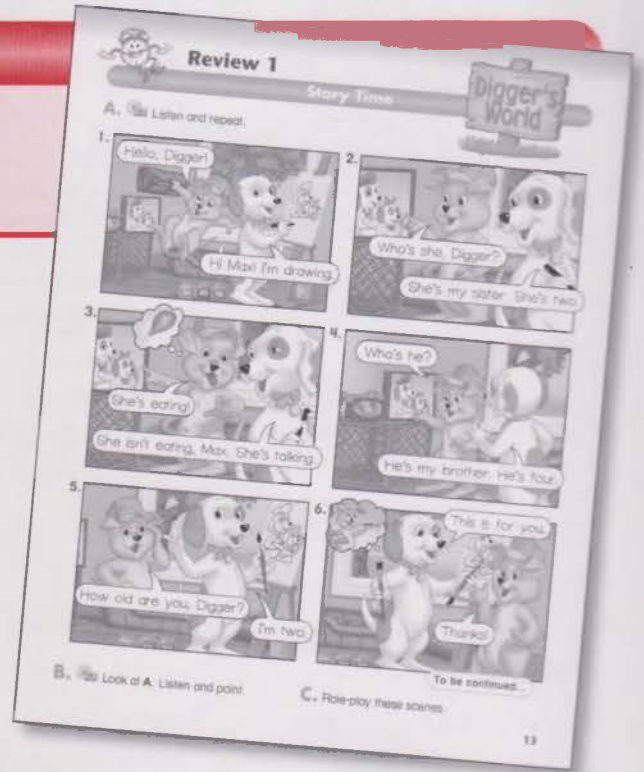 Review 1
Story Time
Digger's
World
A. Listen and repeat.
1.
Hello, Digger!
Hi Max! I'm drawing.
2.
Who's she, Digger?
She's my sister. She's two.
3.
She's eating!
She isn't eating, Max. She's talking.
4.
Who's he?
He's my brother. He's four.
5.
How old are you, Digger?
I'm two.
6.
This is for you.
Thanks!
To be continued...
B. Look at A. Listen and point.
C. Role-play these scenes.
13